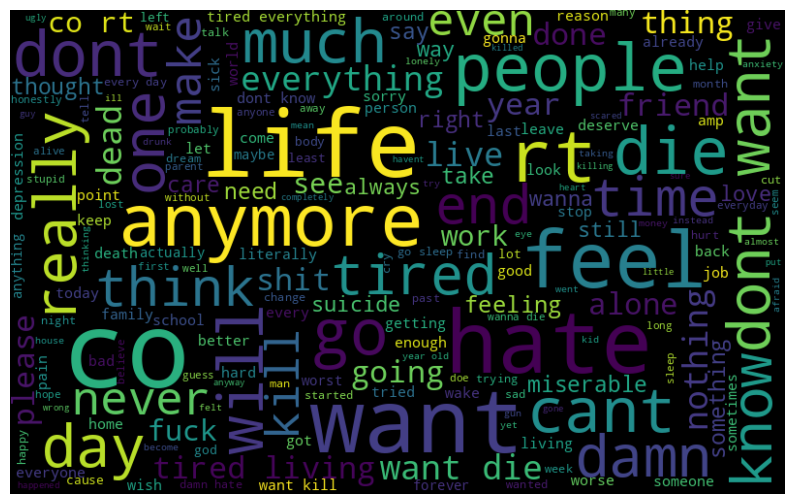 ugly
wait
co rt
left
talk
tired everything
around
killed
lonely
even
reason
many
gonna
thing
give
dont
make
sick
much
say
done
already
thought
world
everything
way
people
help
month
anxiety
want
honestly
every day
tell
ill
dont know
sorry
person
year
friend
guy
one
dead
drunk
probably
anyone
away
mean
life
right
last
leave
deserve
amp
scared
alive
really
let
come
maybe
body
least
live
rt
die
look
taking
killing
cut
seem
stupid
dream
parent
havent
take
wanna
time
love
everyday
depression
anything
point
care
need
see
always
try
heart
money
instead
lost
keep
without
completely
anymore
end
stop
hurt
almost
dont
thinking
death
actually
literally
eye
cry
go sleep
find
work
still
lot
good
feel
back
job
put
afraid
first
well
think
shit
tired
little
today
change
suicide
past
feeling
went
alone
nothing
know
night
family
school
every
getting
wanna die
go
hate
long
please
pain
house
co
bad
believe
better
will
kill
enough
year old
kid
sleep
something
sometimes
hope
guess
hard
man
worst
going
doe
trying
miserable
wrong
never
anyway
felt
started
tried
wake
sad
gun
gone
cant
happy
day
home
fuck
god
got
want
yet
living
damn
everyone
become
tired living
want die
week
worse
someone
happened
cause
wish
damn hate
want kill
forever
wanted